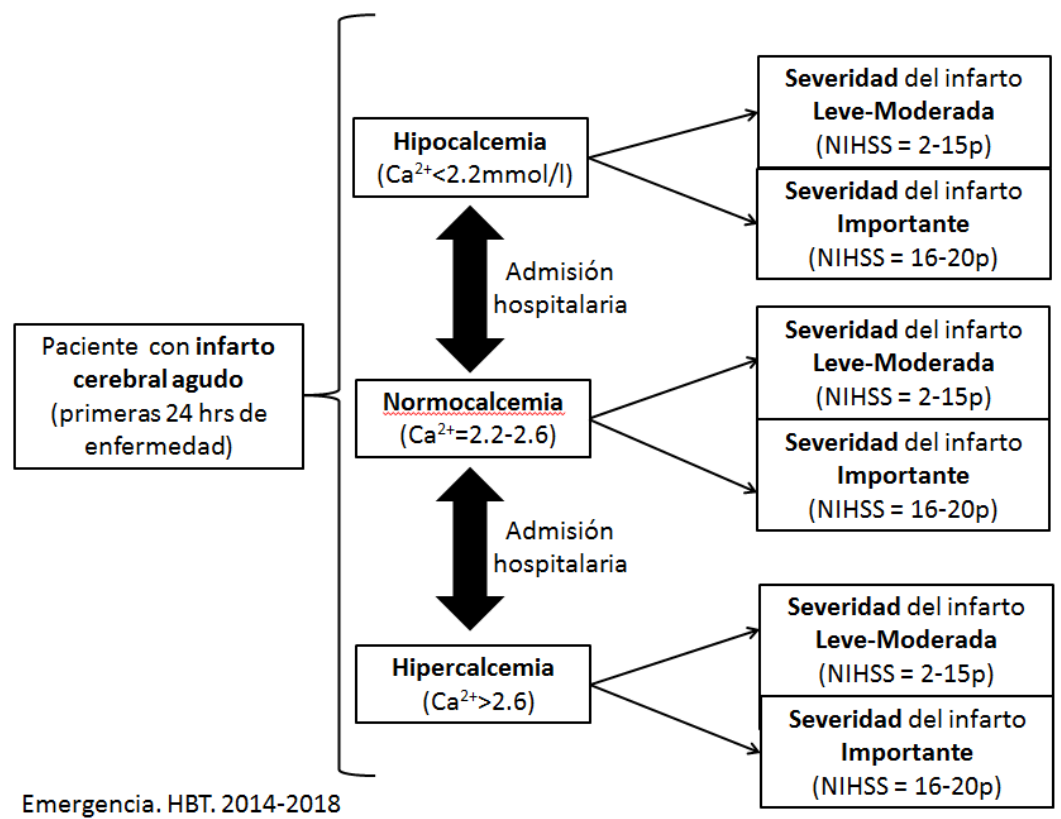 Paciente con infarto
cerebral agudo
(primeras 24 hrs de
enfermedad)
Hipocalcemia
(Ca²⁺<2.2mmol/l)
Admisión
hospitalaria
Normocalcemia
(Ca²⁺=2.2-2.6)
Admisión
hospitalaria
Hipercalcemia
(Ca²⁺>2.6)
Severidad del infarto
Leve-Moderada
(NIHSS = 2-15p)
Severidad del infarto
Importante
(NIHSS = 16-20p)
Severidad del infarto
Leve-Moderada
(NIHSS = 2-15p)
Severidad del infarto
Importante
(NIHSS = 16-20p)
Severidad del infarto
Leve-Moderada
(NIHSS = 2-15p)
Severidad del infarto
Importante
(NIHSS = 16-20p)
Emergencia. HBT. 2014-2018